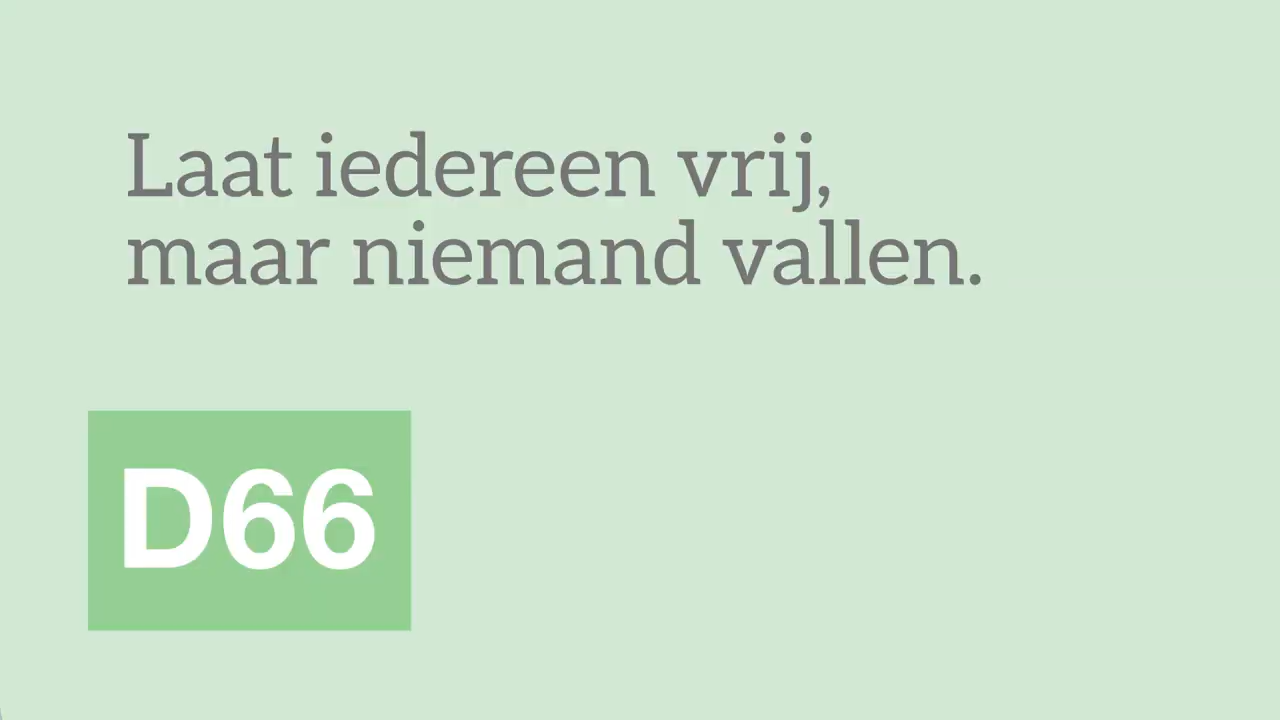 Laat iedereen vrij,
maar niemand vallen.
D66